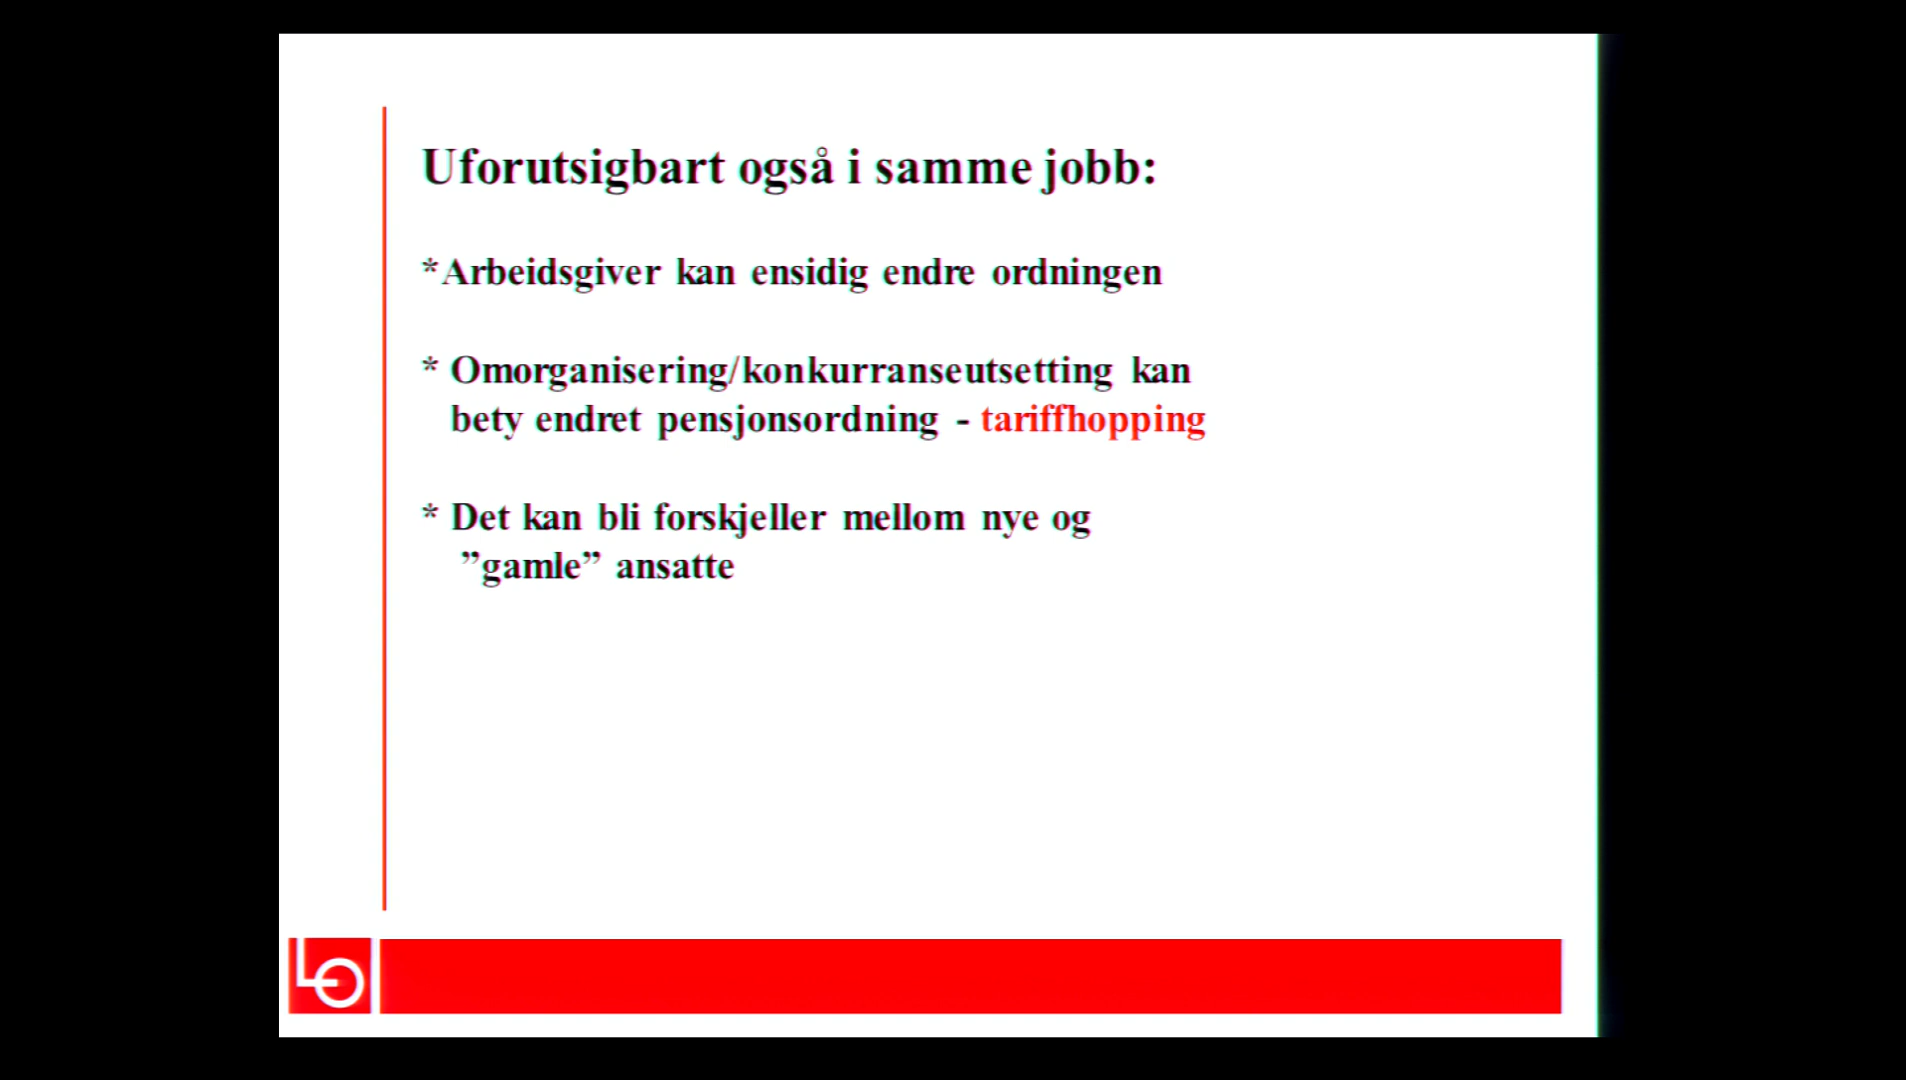 Uforutsigbart også i samme jobb:
*Arbeidsgiver kan ensidig endre ordningen
* Omorganisering/konkurranseutsetting kan
bety endret pensjonsordning - tariffhopping
* Det kan bli forskjeller mellom nye og
”gamle” ansatte
LO